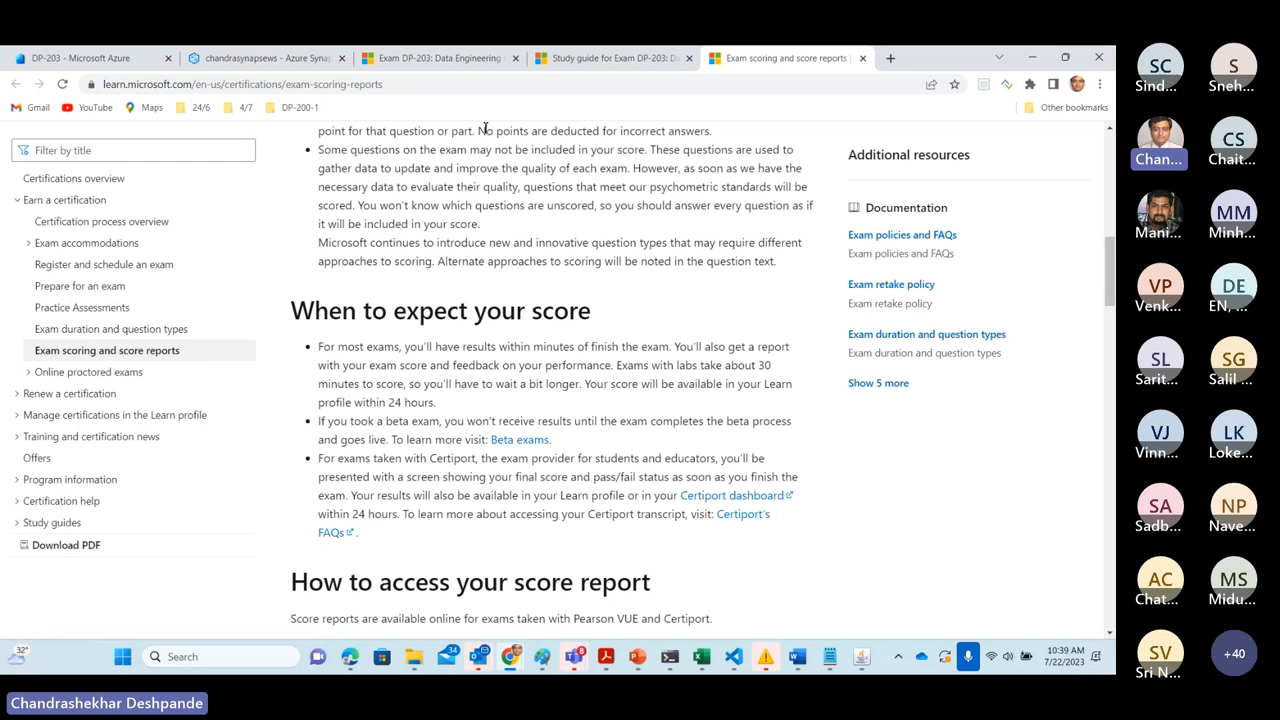 DP-203 - Microsoft Azure
chandrasynapsews - Azure Syna
Exam DP-203: Data Engineering
Study guide for Exam DP-203: Da
Exam scoring and score reports
learn.microsoft.com/en-us/certifications/exam-scoring-reports
Gmail
YouTube
Maps
24/6
4/7
DP-200-1
Other bookmarks
Filter by title
Certifications overview
Earn a certification
Certification process overview
Exam accommodations
Register and schedule an exam
Prepare for an exam
Practice Assessments
Exam duration and question types
Exam scoring and score reports
Online proctored exams
Renew a certification
Manage certifications in the Learn profile
Training and certification news
Offers
Program information
Certification help
Study guides
Download PDF
point for that question or part. No points are deducted for incorrect answers.
Some questions on the exam may not be included in your score. These questions are used to
gather data to update and improve the quality of each exam. However, as soon as we have the
necessary data to evaluate their quality, questions that meet our psychometric standards will be
scored. You won't know which questions are unscored, so you should answer every question as if
it will be included in your score.
Microsoft continues to introduce new and innovative question types that may require different
approaches to scoring. Alternate approaches to scoring will be noted in the question text.
When to expect your score
For most exams, you'll have results within minutes of finish the exam. You'll also get a report
with your exam score and feedback on your performance. Exams with labs take about 30
minutes to score, so you'll have to wait a bit longer. Your score will be available in your Learn
profile within 24 hours.
If you took a beta exam, you won't receive results until the exam completes the beta process
and goes live. To learn more visit: Beta exams.
For exams taken with Certiport, the exam provider for students and educators, you'll be
presented with a screen showing your final score and pass/fail status as soon as you finish the
exam. Your results will also be available in your Learn profile or in your Certiport dashboard
within 24 hours. To learn more about accessing your Certiport transcript, visit: Certiport's
FAQs .
How to access your score report
Score reports are available online for exams taken with Pearson VUE and Certiport.
Additional resources
Documentation
Exam policies and FAQs
Exam policies and FAQs
Exam retake policy
Exam retake policy
Exam duration and question types
Exam duration and question types
Show 5 more
32°
Search
34
8
10:39 AM
7/22/2023
SC
Sind...
S
Sneh...
Chan...
CS
Chait...
Mani...
MM
Minh...
VP
Venk...
DE
EN, ...
SL
Sarit...
SG
Salil ...
VJ
Vinn...
LK
Loke...
SA
Sadb...
NP
Nave...
AC
Chat...
MS
Midu...
SV
Sri N...
+40
Chandrashekhar Deshpande